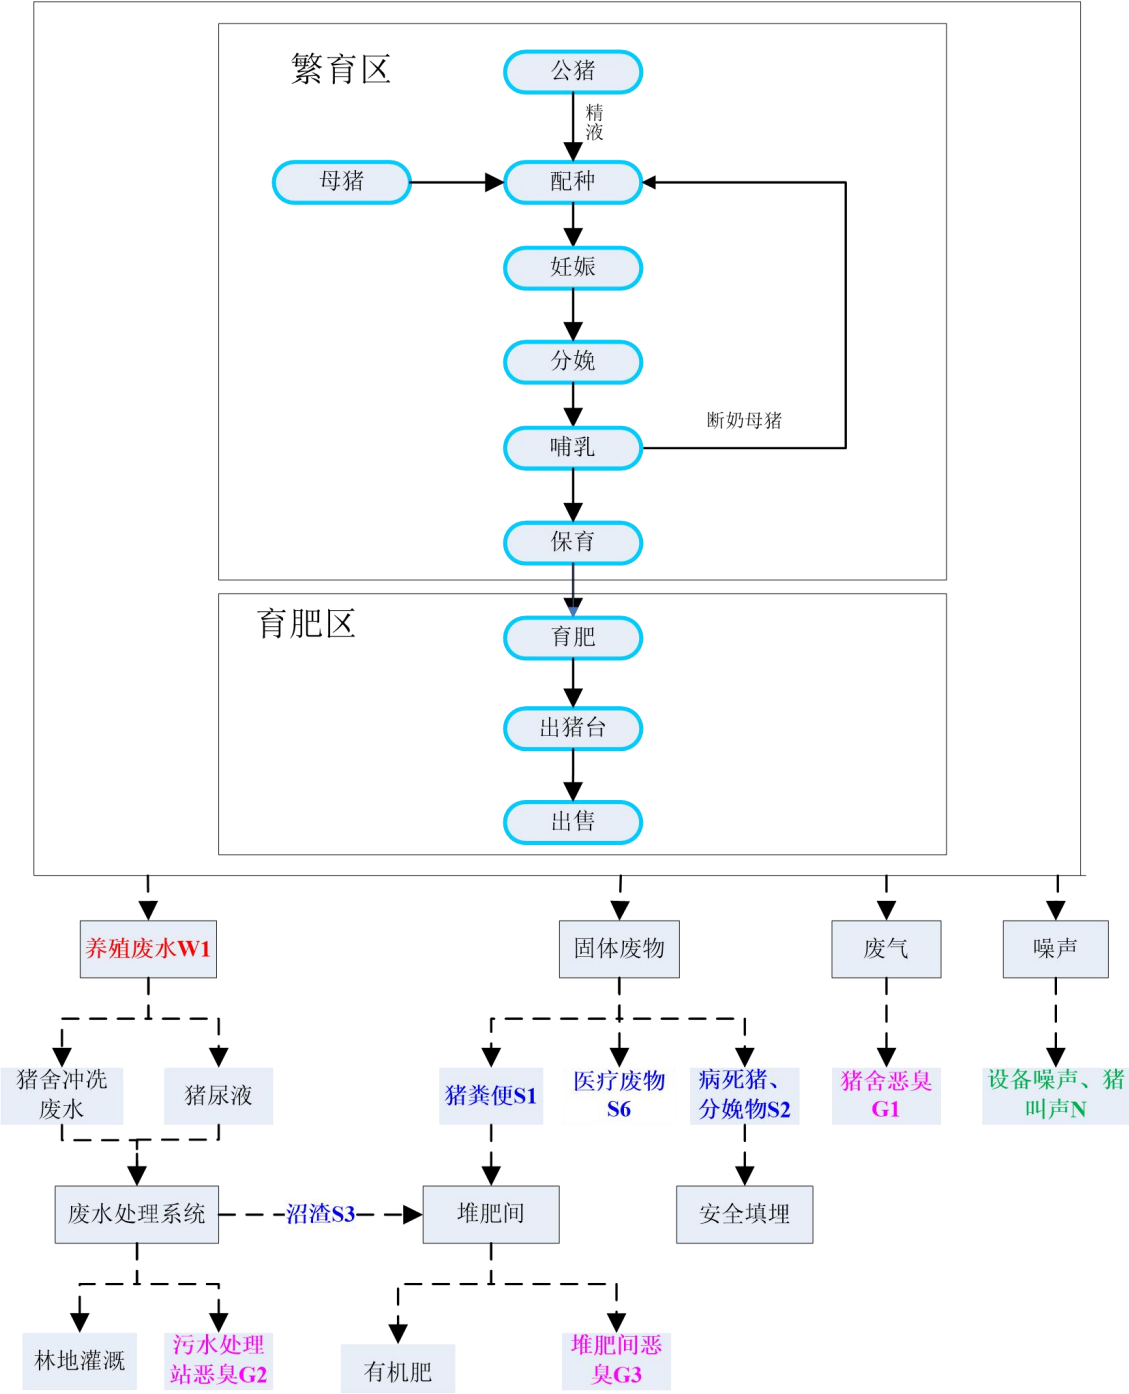 繁育区
公猪
精
液
母猪
配种
妊娠
分娩
断奶母猪
哺乳
保育
育肥区
育肥
出猪台
出售
养殖废水W1
固体废物
废气
噪声
猪舍冲洗
废水
猪尿液
猪粪便S1
医疗废物
S6
病死猪、
分娩物S2
猪舍恶臭
G1
设备噪声、猪
叫声N
废水处理系统
沼渣S3
堆肥间
安全填埋
林地灌溉
污水处理
站恶臭G2
有机肥
堆肥间恶
臭G3